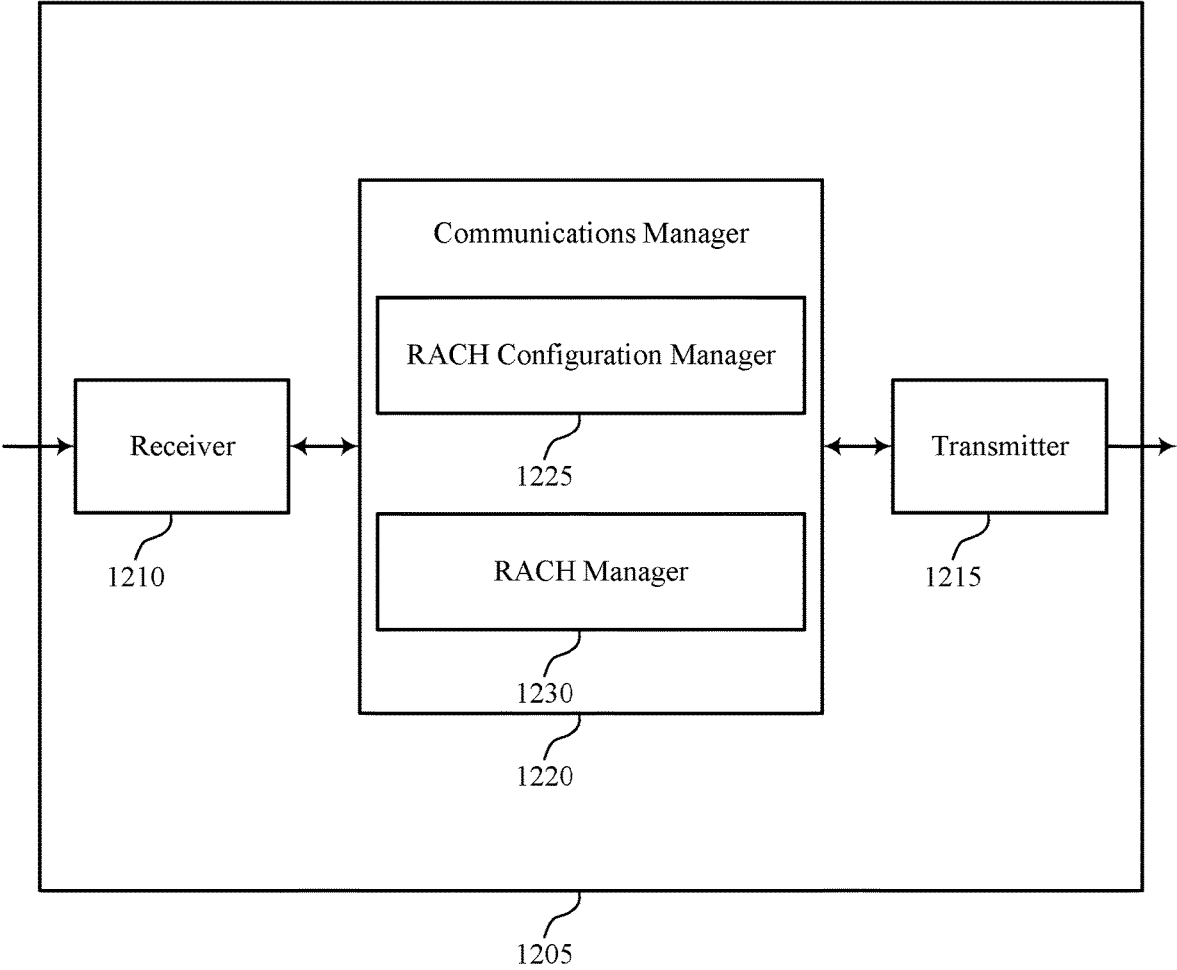 Communications Manager
RACH Configuration Manager
Receiver
Transmitter
1225
1210
RACH Manager
1215
1230
1220
1205